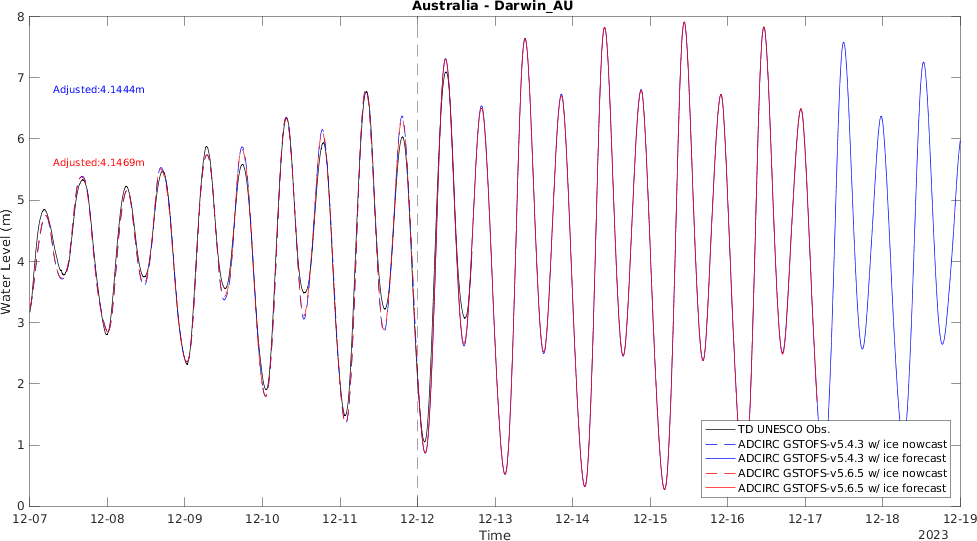 Australia - Darwin_AU
8
7
6
5
4
3
2
1
0
Water Level (m)
Adjusted:4.1444m
Adjusted:4.1469m
TD UNESCO Obs.
ADCIRC GSTOFS-v5.4.3 w/ ice nowcast
ADCIRC GSTOFS-v5.4.3 w/ ice forecast
ADCIRC GSTOFS-v5.6.5 w/ ice nowcast
ADCIRC GSTOFS-v5.6.5 w/ ice forecast
12-07 12-08 12-09 12-10 12-11 12-12 12-13 12-14 12-15 12-16 12-17 12-18 12-19
Time
2023